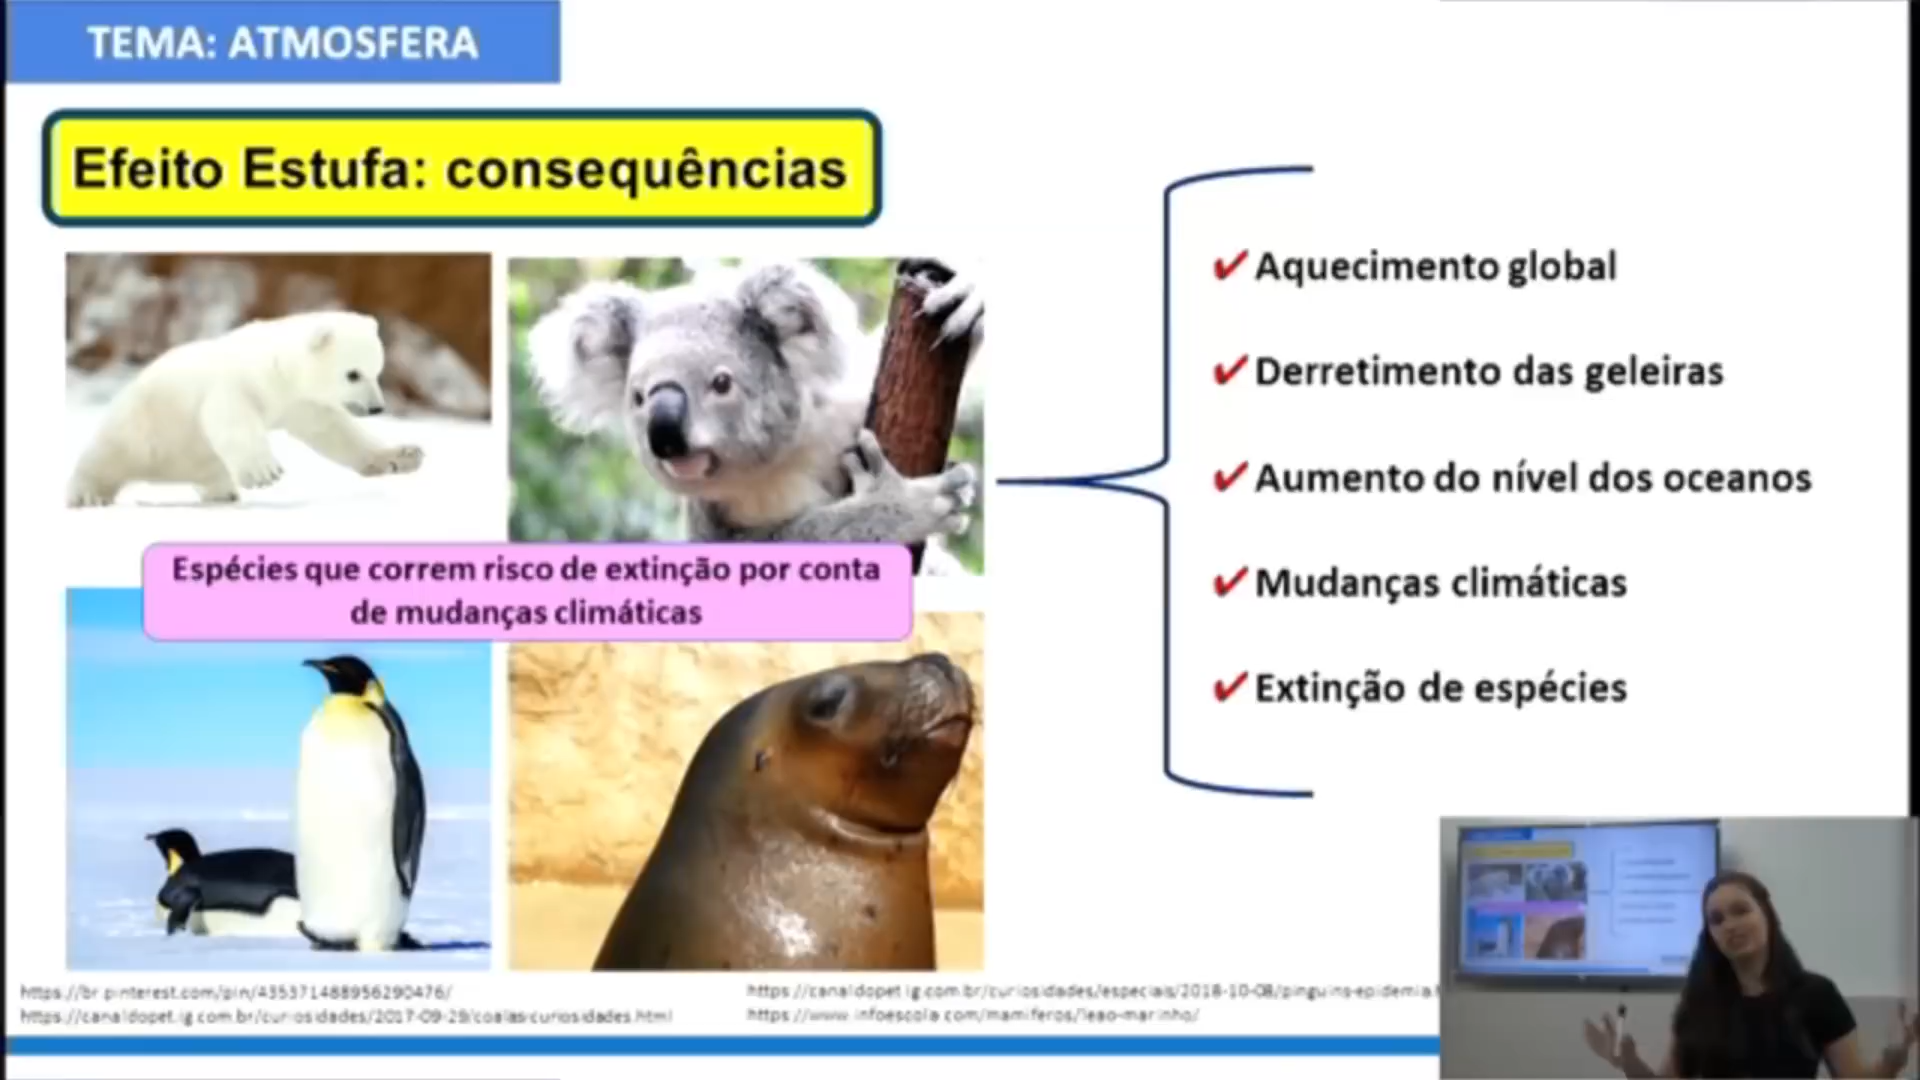 TEMA: ATMOSFERA
Efeito Estufa: consequências
Espécies que correm risco de extinção por conta
de mudanças climáticas
✔Aquecimento global
✔Derretimento das geleiras
✔Aumento do nível dos oceanos
✔Mudanças climáticas
✔Extinção de espécies
https://br.pinterest.com/pin/435371488956290476/
https://canaldopet.ig.com.br/curiosidades/2017-09-29/coalas-curiosidades.html
https://canaldopet.ig.com.br/curiosidades/especiais/2018-10-08/pinguins-epidemia.
https://www.infoescola.com/mamiferos/leao-marinho/